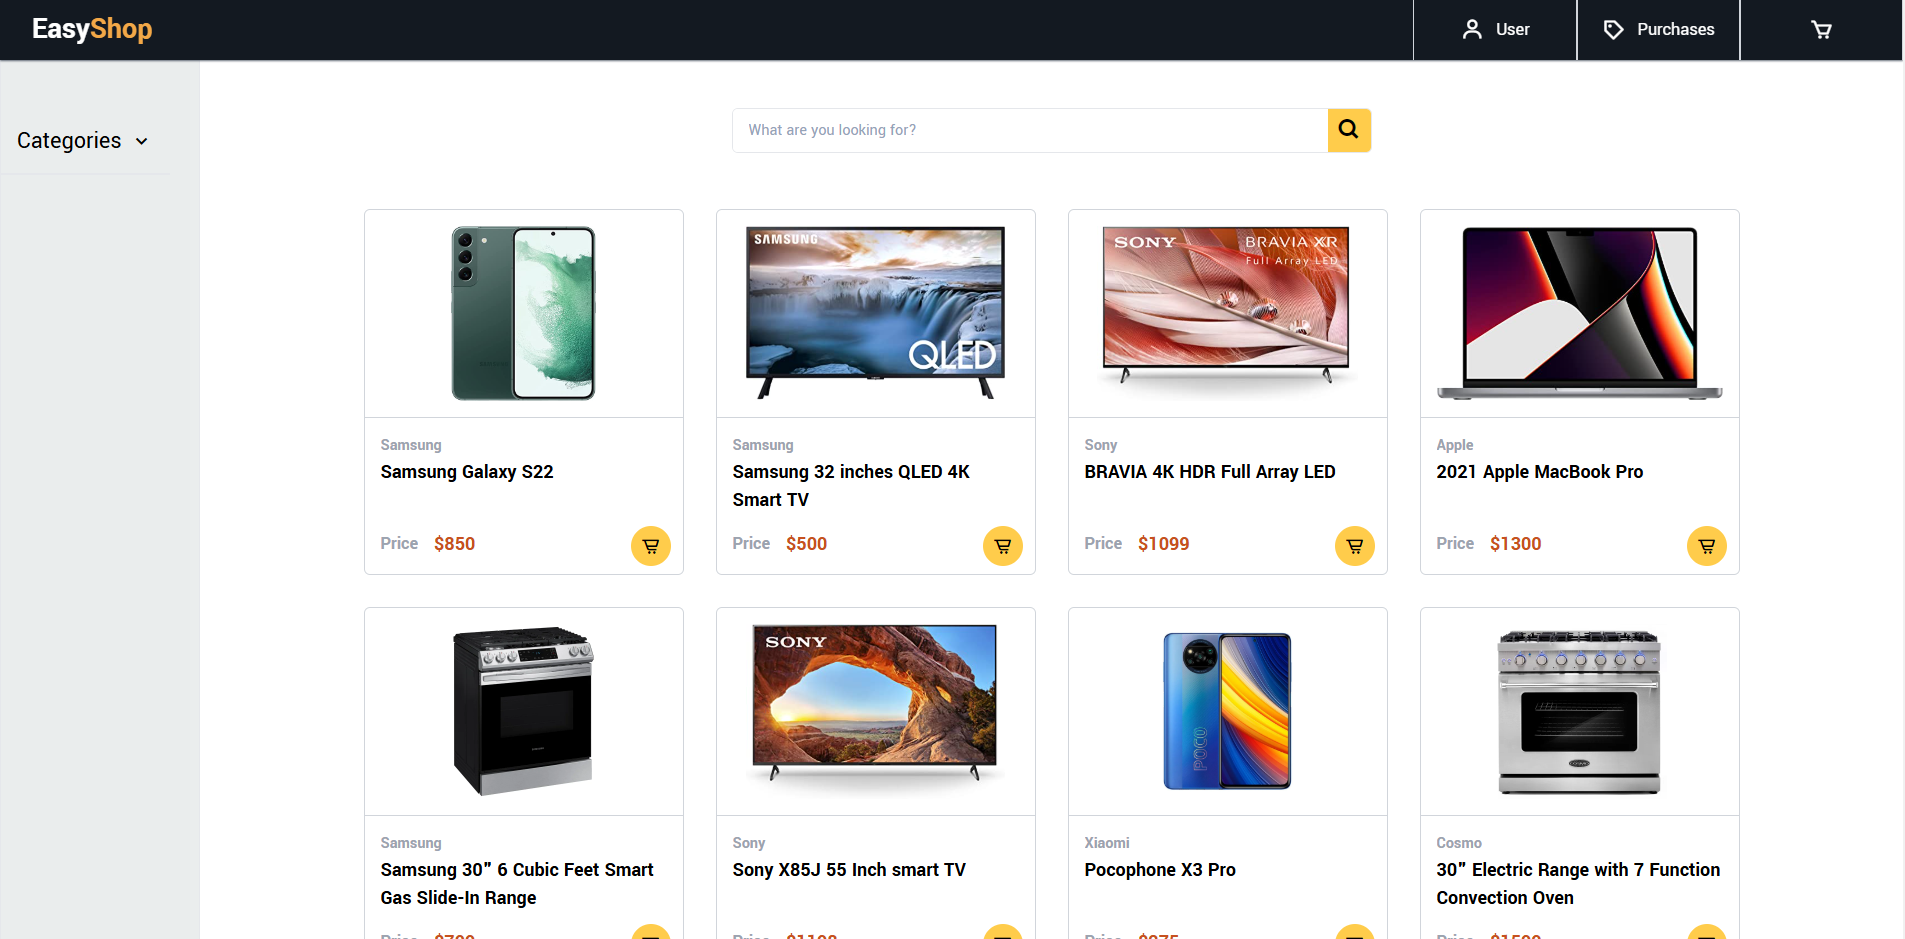 EasyShop
User
Purchases
Categories
What are you looking for?
SAMSUNG
QLED
SONY
BRAVIA XR
Full Array LED
Samsung
Samsung Galaxy S22
Price $850
Samsung
Samsung 32 inches QLED 4K
Smart TV
Price $500
Sony
BRAVIA 4K HDR Full Array LED
Price $1099
Apple
2021 Apple MacBook Pro
Price $1300
SONY
POCO
Samsung
Samsung 30" 6 Cubic Feet Smart
Gas Slide-In Range
Sony
Sony X85J 55 Inch smart TV
Xiaomi
Pocophone X3 Pro
Cosmo
30" Electric Range with 7 Function
Convection Oven